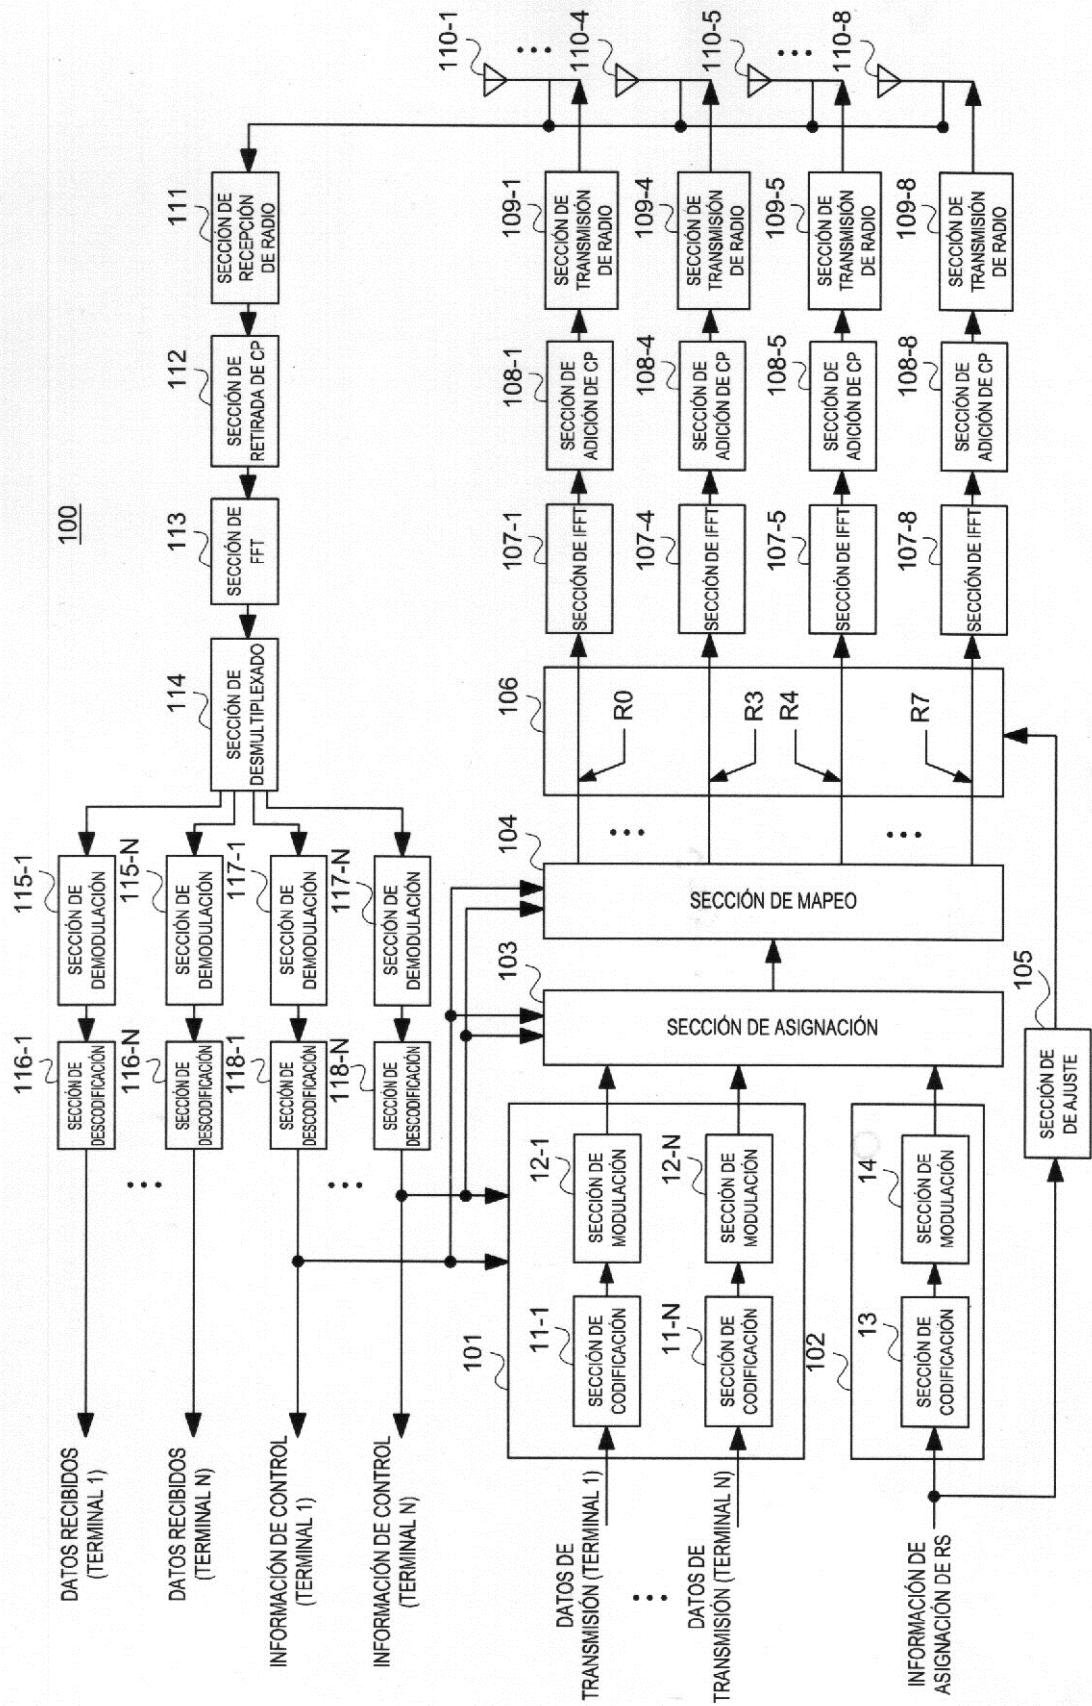 100
110-1
...
110-4
110-5
...
110-8
111
SECCIÓN DE
RECEPCIÓN
DE RADIO
112
SECCIÓN DE
RETIRADA DE CP
113
SECCIÓN DE
FFT
114
SECCIÓN DE
DESMULTIPLEXADO
115-1
SECCIÓN DE
DEMODULACIÓN
115-N
SECCIÓN DE
DEMODULACIÓN
117-1
SECCIÓN DE
DEMODULACIÓN
117-N
SECCIÓN DE
DEMODULACIÓN
116-1
SECCIÓN DE
DESCODIFICACIÓN
116-N
SECCIÓN DE
DESCODIFICACIÓN
118-1
SECCIÓN DE
DESCODIFICACIÓN
118-N
SECCIÓN DE
DESCODIFICACIÓN
...
...
DATOS RECIBIDOS
(TERMINAL 1)
DATOS RECIBIDOS
(TERMINAL N)
INFORMACIÓN DE CONTROL
(TERMINAL 1)
INFORMACIÓN DE CONTROL
(TERMINAL N)
DATOS DE
TRANSMISIÓN (TERMINAL 1)
...
DATOS DE
TRANSMISIÓN (TERMINAL N)
INFORMACIÓN DE
ASIGNACIÓN DE RS
101
11-1
SECCIÓN DE
CODIFICACIÓN
12-1
SECCIÓN DE
MODULACIÓN
11-N
SECCIÓN DE
CODIFICACIÓN
12-N
SECCIÓN DE
MODULACIÓN
102
13
SECCIÓN DE
CODIFICACIÓN
14
SECCIÓN DE
MODULACIÓN
103
SECCIÓN DE ASIGNACIÓN
104
SECCIÓN DE MAPEO
105
SECCIÓN DE
DE AJUSTE
106
...
R0
R3
R4
...
R7
107-1
SECCIÓN DE IFFT
107-4
SECCIÓN DE IFFT
107-5
SECCIÓN DE IFFT
107-8
SECCIÓN DE IFFT
108-1
SECCIÓN DE
ADICIÓN DE CP
108-4
SECCIÓN DE
ADICIÓN DE CP
108-5
SECCIÓN DE
ADICIÓN DE CP
108-8
SECCIÓN DE
ADICIÓN DE CP
109-1
SECCIÓN DE
TRANSMISIÓN
DE RADIO
109-4
SECCIÓN DE
TRANSMISIÓN
DE RADIO
109-5
SECCIÓN DE
TRANSMISIÓN
DE RADIO
109-8
SECCIÓN DE
TRANSMISIÓN
DE RADIO